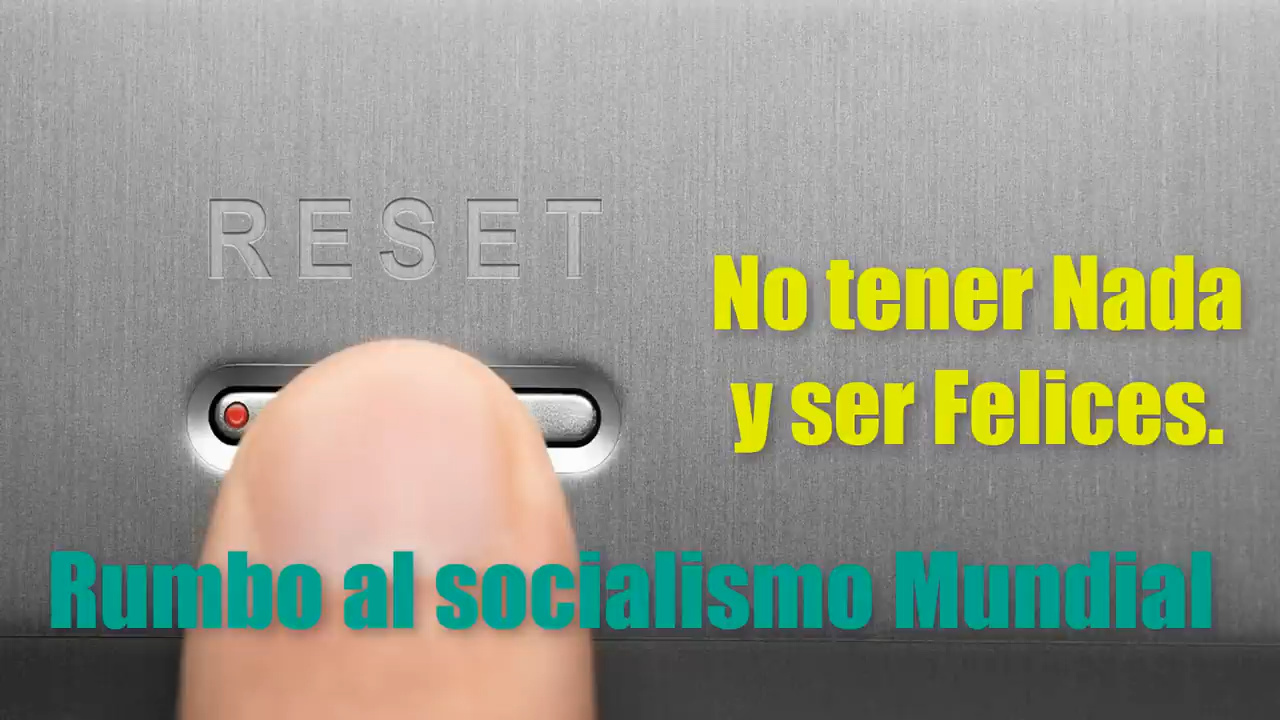 RESET
No tener Nada
y ser Felices.
Rumbo al socialismo Mundial